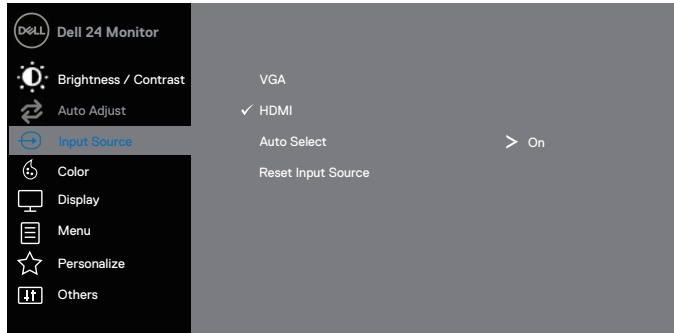 DELL Dell 24 Monitor
Brightness / Contrast
VGA
Auto Adjust
HDMI
Input Source
Auto Select
On
Color
Reset Input Source
Display
Menu
Personalize
Others